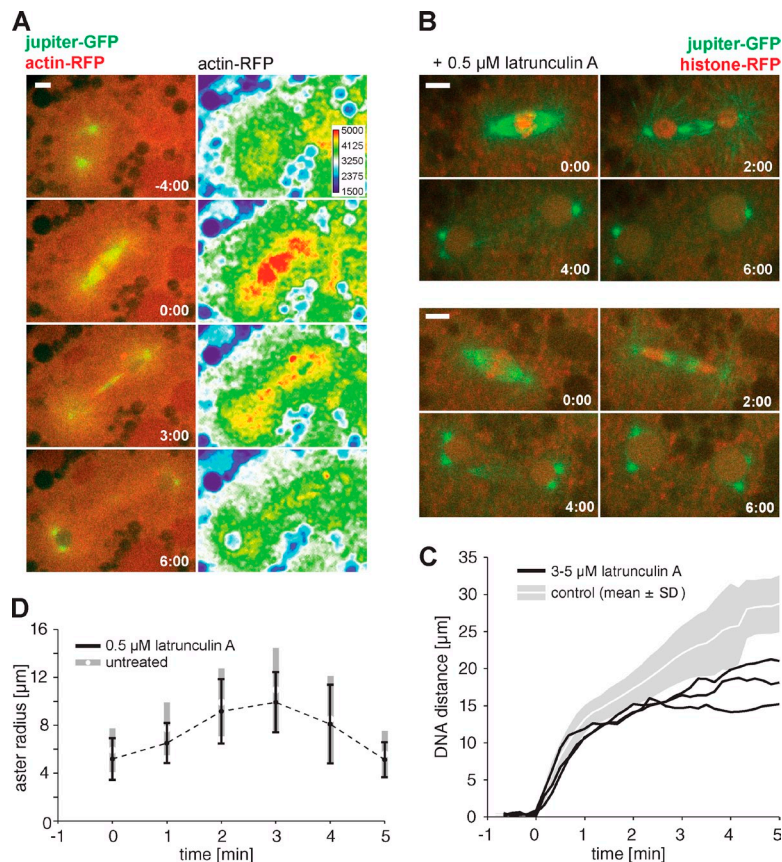 A
jupiter-GFP
actin-RFP
actin-RFP
5000
4125
3250
2375
1500
-4:00
0:00
3:00
6:00
B
+ 0.5 µM latrunculin A
jupiter-GFP
histone-RFP
0:00
2:00
4:00
6:00
0:00
2:00
4:00
6:00
C
3-5 µM latrunculin A
control (mean ± SD)
DNA distance [µm]
35
30
25
20
15
10
5
0
-1
0
1
2
3
4
5
time [min]
D
0.5 µM latrunculin A
untreated
aster radius [µm]
16
12
8
4
0
-1
0
1
2
3
4
5
time [min]